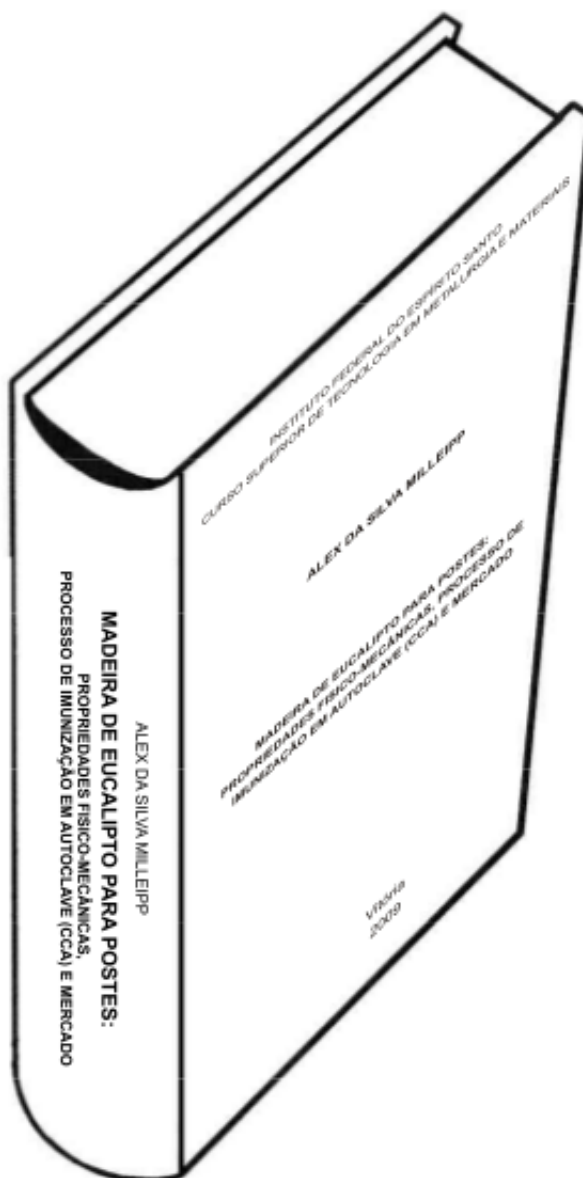 INSTITUTO FEDERAL DO ESPÍRITO SANTO
CURSO SUPERIOR DE TECNOLOGIA EM METALURGIA E MATERIAIS
ALEX DA SILVA MILLEIPP
MADEIRA DE EUCALIPTO PARA POSTES:
PROPRIEDADES FISICO-MECÂNICAS, PROCESSO DE
IMUNIZAÇÃO EM AUTOCLAVE (CCA) E MERCADO
Vitória
2009
ALEX DA SILVA MILLEIPP
MADEIRA DE EUCALIPTO PARA POSTES:
PROPRIEDADES FISICO-MECÂNICAS,
PROCESSO DE IMUNIZAÇÃO EM AUTOCLAVE (CCA) E MERCADO